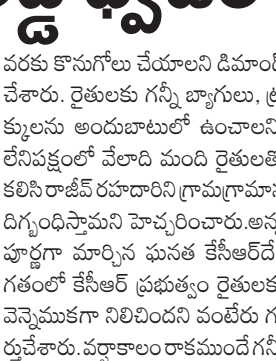 వరకు కొనుగోలు చేయాలని డిమాండ్
చేశారు. రైతులకు గన్నీ బ్యాగులు, ట్ర
క్కులను అందుబాటులో ఉంచాలని
లేనిపక్షంలో వేలాది మంది రైతులతో
కలిసి రాజీవ్ రహదారిని గ్రామగ్రామాన
దిగ్బంధిస్తామని హెచ్చరించారు.అన్న
పూర్ణగా మార్చిన ఘనత కేసీఆర్‌దే
గతంలో కేసీఆర్ ప్రభుత్వం రైతులక
వెన్నెముకగా నిలిచిందని వంటేరు గ
ర్తుచేశారు.వర్షాకాలం రాకముందే గన్